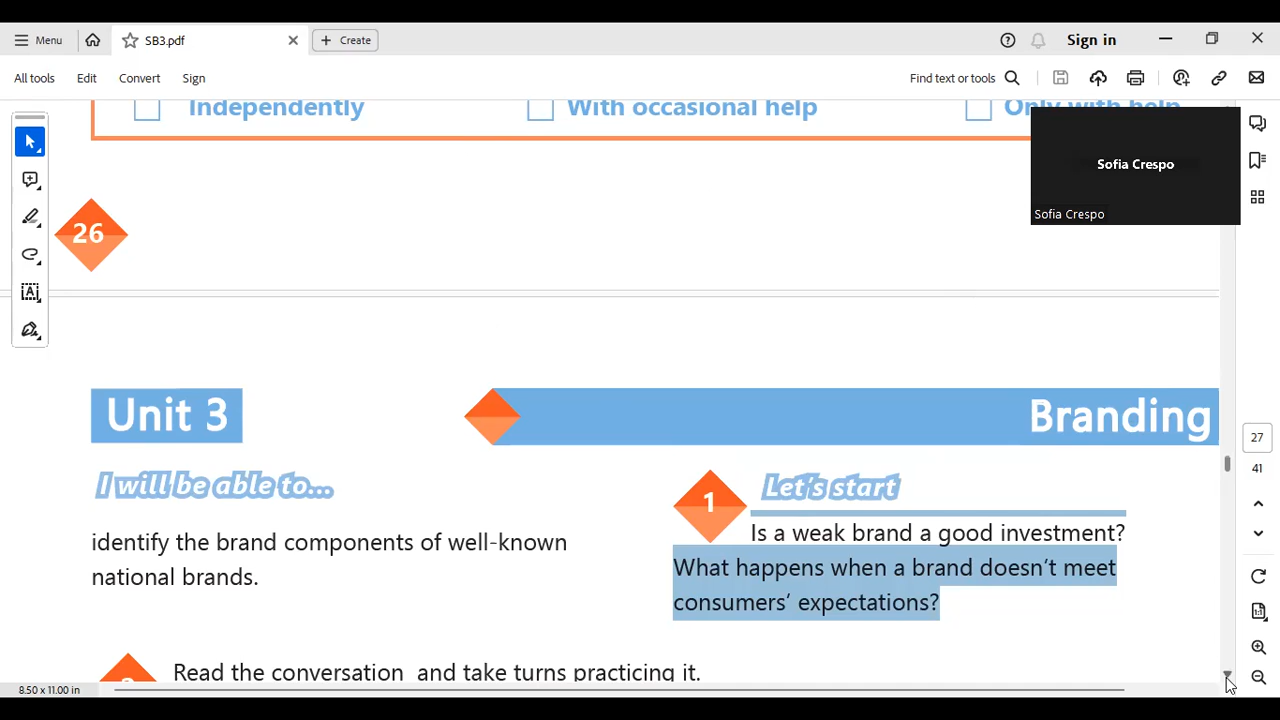 Menu
SB3.pdf
Create
Sign in
All tools
Edit
Convert
Sign
Find text or tools
Independently
With occasional help
Only with help
Sofia Crespo
Sofia Crespo
26
Unit 3
Branding
I will be able to...
1
Let's start
identify the brand components of well-known
national brands.
Is a weak brand a good investment?
What happens when a brand doesn't meet
consumers' expectations?
Read the conversation and take turns practicing it.
27
41
8.50 x 11.00 in